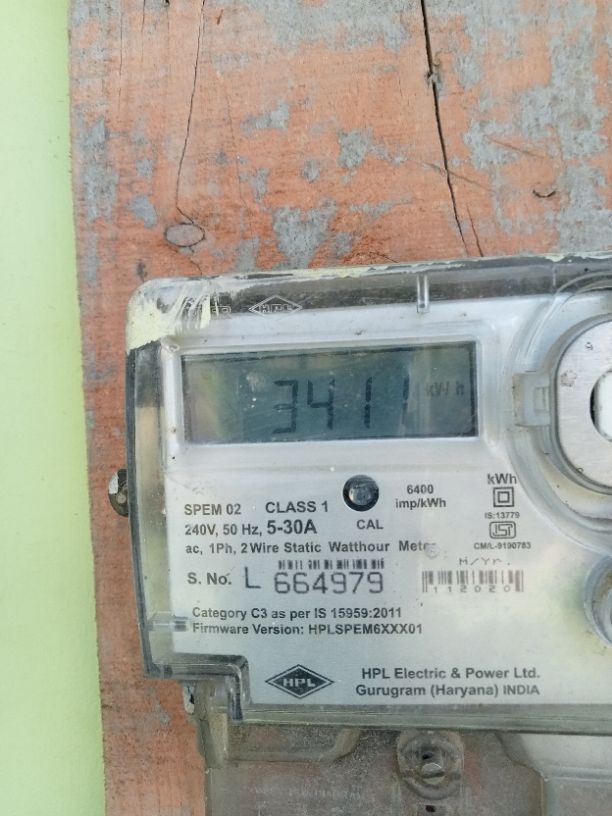 HPL
3411 kWh
SPEM 02 CLASS 1
240V, 50 Hz, 5-30A
CAL
6400
imp/kWh
kWh
IS:13779
CM/L-9190783
ac, 1Ph, 2 Wire Static Watthour Meter
S. No. L 664979
M/Yr.
112020
Category C3 as per IS 15959:2011
Firmware Version: HPLSPEM6XXX01
HPL
HPL Electric & Power Ltd.
Gurugram (Haryana) INDIA